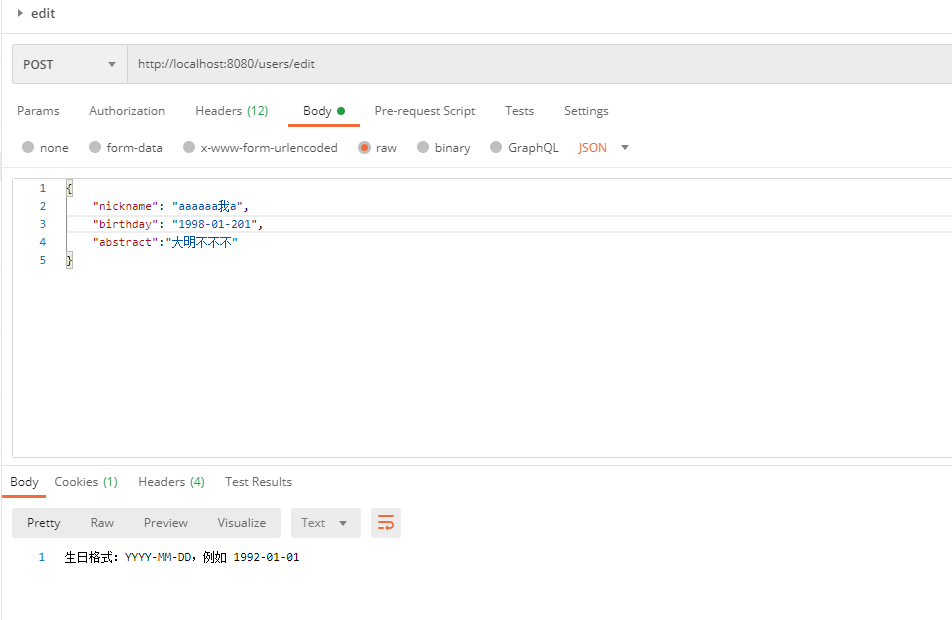 edit
POST http://localhost:8080/users/edit
Params Authorization Headers (12) Body Pre-request Script Tests Settings
none form-data x-www-form-urlencoded raw binary GraphQL JSON
1 {
2 "nickname": "aaaaaa我a",
3 "birthday": "1998-01-201",
4 "abstract":"大明不不不"
5 }
Body Cookies (1) Headers (4) Test Results
Pretty Raw Preview Visualize Text
1 生日格式：YYYY-MM-DD，例如 1992-01-01